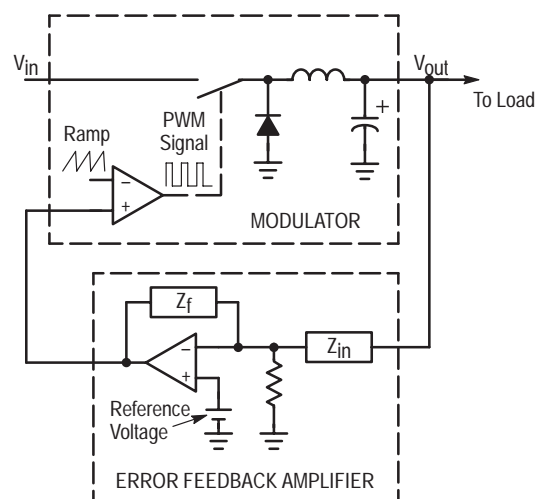 Vin
Vout
To Load
Ramp
PWM
Signal
−
+
+
MODULATOR
Zf
Zin
−
+
Reference
Voltage
ERROR FEEDBACK AMPLIFIER